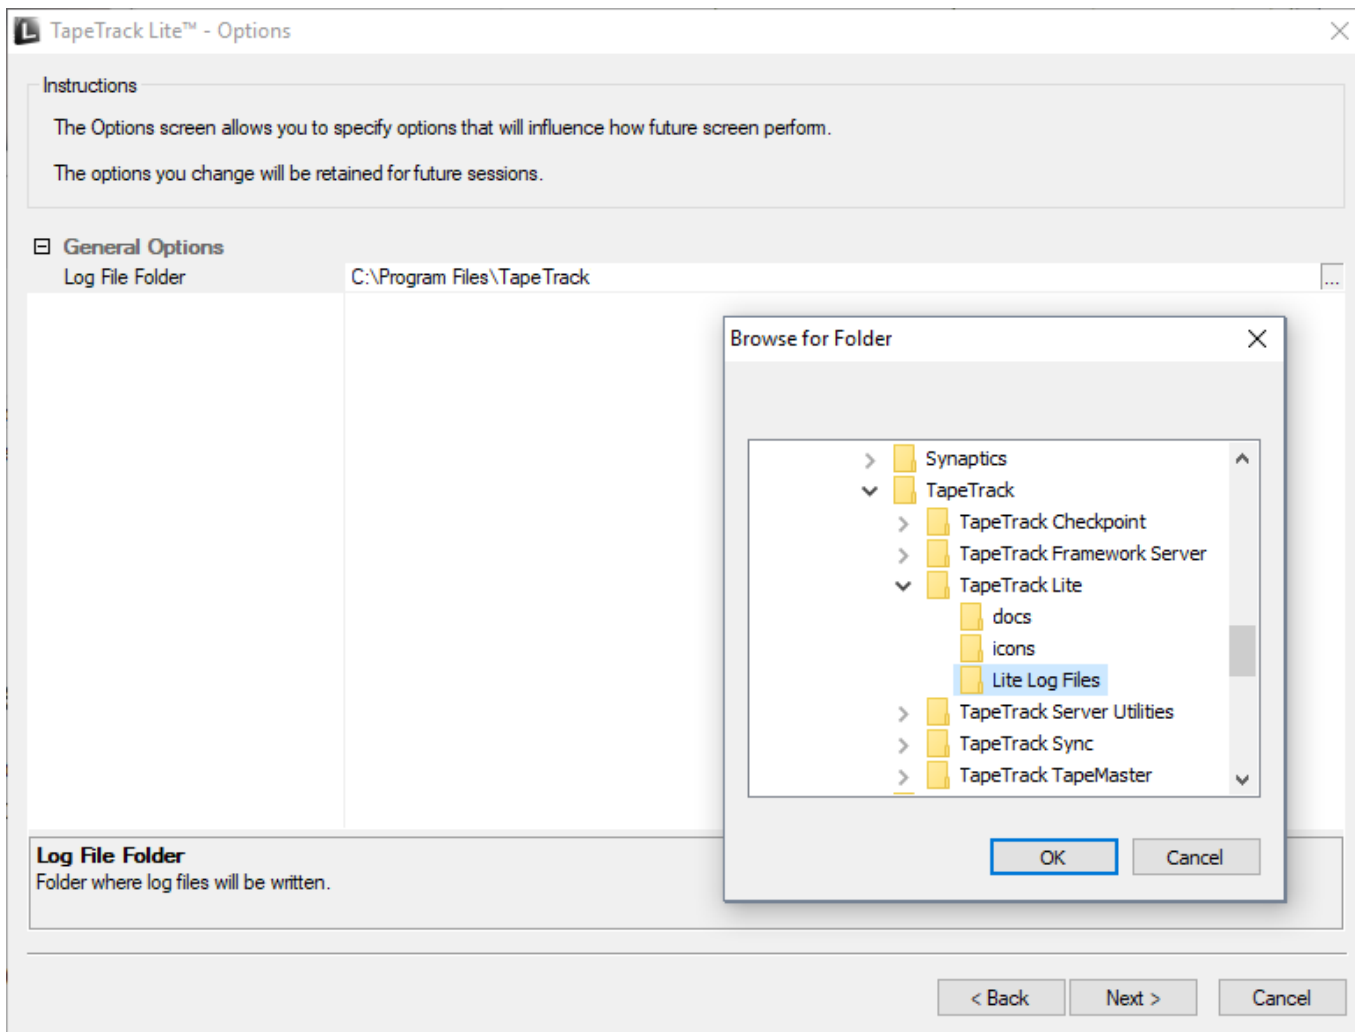 TapeTrack Lite™ - Options
Instructions
The Options screen allows you to specify options that will influence how future screen perform.
The options you change will be retained for future sessions.
General Options
Log File Folder C:\Program Files\TapeTrack ...
Browse for Folder
Synaptics
TapeTrack
TapeTrack Checkpoint
TapeTrack Framework Server
TapeTrack Lite
docs
icons
Lite Log Files
TapeTrack Server Utilities
TapeTrack Sync
TapeTrack TapeMaster
OK Cancel
Log File Folder
Folder where log files will be written.
< Back Next > Cancel